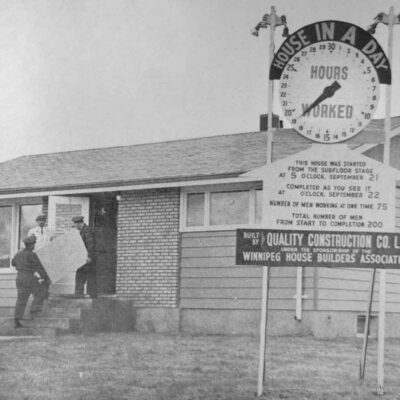 HOUSE IN A DAY
30
HOURS
WORKED
THIS HOUSE WAS STARTED
FROM THE SUBFLOOR STAGE
AT 5 O'CLOCK, SEPTEMBER 21
COMPLETED AS YOU SEE IT
AT 5 O'CLOCK, SEPTEMBER 22
NUMBER OF MEN WORKING AT ONE TIME 75
TOTAL NUMBER OF MEN
FROM START TO COMPLETION 200
BUILT BY QUALITY CONSTRUCTION CO. L
UNDER THE SPONSORSHIP OF THE
WINNIPEG HOUSE BUILDERS ASSOCIAT